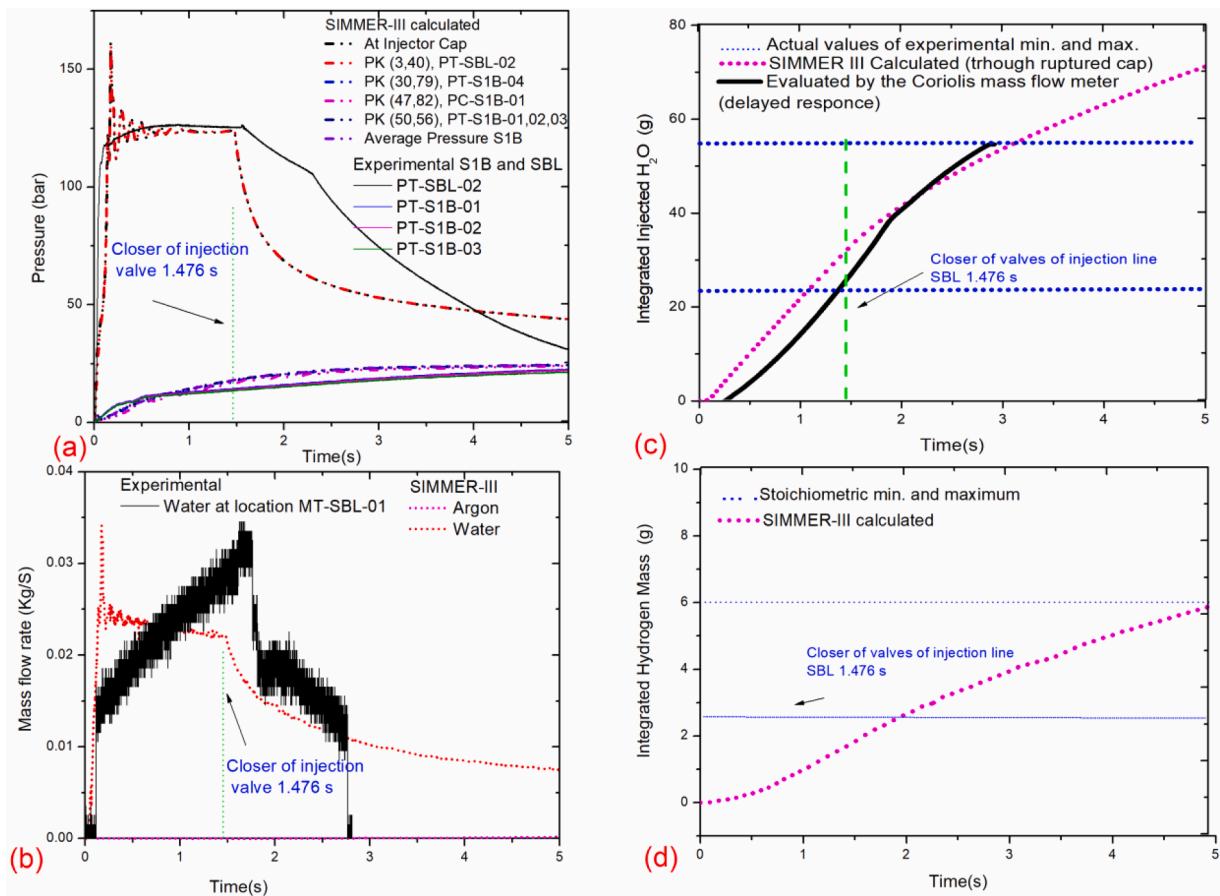 SIMMER-III calculated
At Injector Cap
PK (3,40), PT-SBL-02
PK (30,79), PT-S1B-04
PK (47,82), PC-S1B-01
PK (50,56), PT-S1B-01,02,03
Average Pressure S1B
Experimental S1B and SBL
PT-SBL-02
PT-S1B-01
PT-S1B-02
PT-S1B-03
Closer of injection
valve 1.476 s
Pressure (bar)
150
125
100
75
50
25
0
0 1 2 3 4 5
Time(s)
(a)
Actual values of experimental min. and max.
SIMMER III Calculated (trhough ruptured cap)
Evaluated by the Coriolis mass flow meter
(delayed responce)
Closer of valves of injection line
SBL 1.476 s
Integrated Injected H₂O (g)
80
60
40
20
0
0 1 2 3 4 5
Time(s)
(c)
Experimental
Water at location MT-SBL-01
SIMMER-III
Argon
Water
Closer of injection
valve 1.476 s
Mass flow rate (Kg/S)
0.04
0.03
0.02
0.01
0.00
0 1 2 3 4 5
Time(s)
(b)
Stoichiometric min. and maximum
SIMMER-III calculated
Closer of valves of injection line
SBL 1.476 s
Integrated Hydrogen Mass (g)
10
8
6
4
2
0
0 1 2 3 4 5
Time(s)
(d)